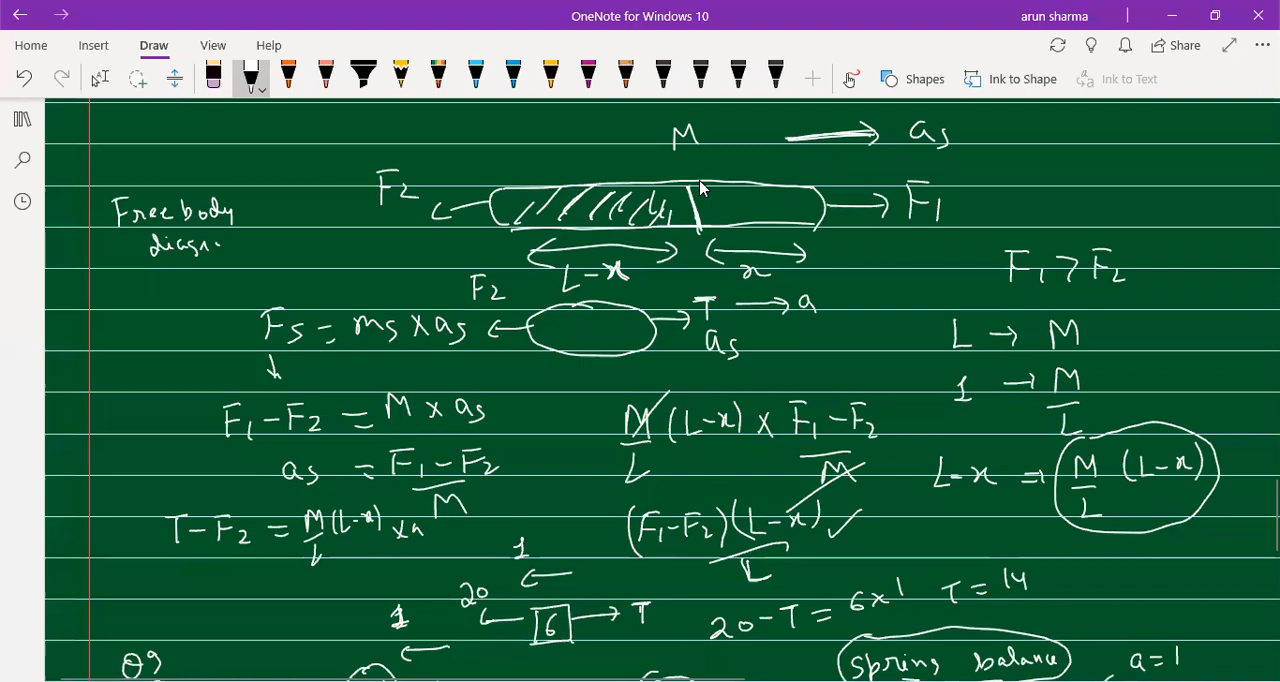 OneNote for Windows 10
arun sharma
Home Insert Draw View Help
Share
Shapes Ink to Shape Ink to Text
M as
F2 F1
Free body
diagr
L-x x
F1 > F2
F2
T a
Fs = ms x as
as
L → M
1 → M/L
F1-F2 = M x as
M/L (L-x) x F1-F2/M
as = F1-F2/M
L-x ⇒ M/L (L-x)
T-F2 = M/L (L-x) x a
(F1-F2)(L-x)/L ✓
1
20 6 T
20-T = 6x1 T = 14
1
Q9
spring balance a=1